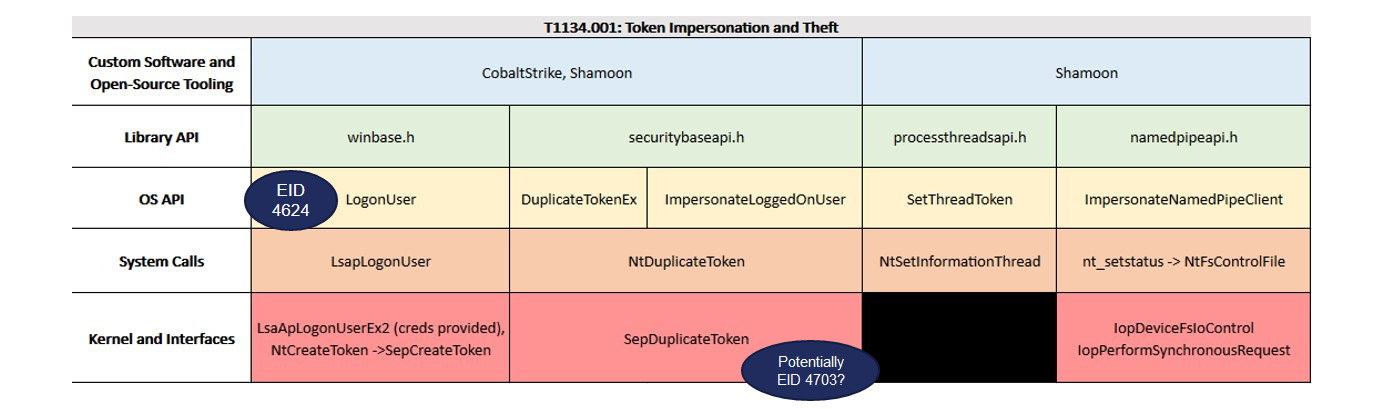 T1134.001: Token Impersonation and Theft
Custom Software and
Open-Source Tooling
CobaltStrike, Shamoon
Shamoon
Library API
winbase.h
securitybaseapi.h
processthreadsapi.h
namedpipeapi.h
OS API
EID
4624
LogonUser
DuplicateTokenEx
ImpersonateLoggedOnUser
SetThreadToken
ImpersonateNamedPipeClient
System Calls
LsapLogonUser
NtDuplicateToken
NtSetInformationThread
nt_setstatus -> NtFsControlFile
Kernel and Interfaces
LsaApLogonUserEx2 (creds provided),
NtCreateToken ->SepCreateToken
SepDuplicateToken
Potentially
EID 4703?
IopDeviceFsIoControl
IopPerformSynchronousRequest